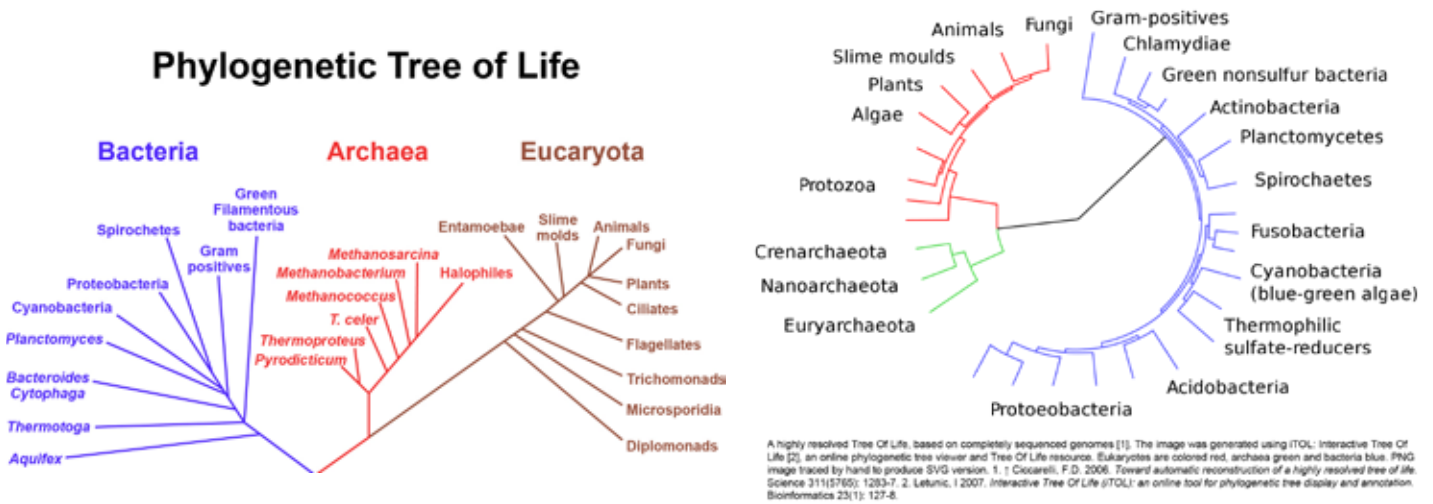 Phylogenetic Tree of Life
Bacteria
Archaea
Eucaryota
Green
Filamentous
bacteria
Spirochetes
Gram
positives
Proteobacteria
Cyanobacteria
Planctomyces
Bacteroides
Cytophaga
Thermotoga
Aquifex
Methanosarcina
Methanobacterium
Halophiles
Methanococcus
T. celer
Thermoproteus
Pyrodicticum
Entamoebae
Slime
molds
Animals
Fungi
Plants
Ciliates
Flagellates
Trichomonads
Microsporidia
Diplomonads
Gram-positives
Chlamydiae
Green nonsulfur bacteria
Actinobacteria
Planctomycetes
Spirochaetes
Fusobacteria
Cyanobacteria
(blue-green algae)
Thermophilic
sulfate-reducers
Acidobacteria
Protoeobacteria
Fungi
Animals
Slime moulds
Plants
Algae
Protozoa
Crenarchaeota
Nanoarchaeota
Euryarchaeota
A highly resolved Tree Of Life, based on completely sequenced genomes [1]. The image was generated using iTOL: Interactive Tree Of
Life [2], an online phylogenetic tree viewer and Tree Of Life resource. Eukaryotes are colored red, archaea green and bacteria blue. PNG
image traced by hand to produce SVG version. 1. ↑ Ciccarelli, F.D. 2006. Toward automatic reconstruction of a highly resolved tree of life.
Science 311(5765): 1283-7. 2. Letunic, I 2007. Interactive Tree Of Life (iTOL): an online tool for phylogenetic tree display and annotation.
Bioinformatics 23(1): 127-8.